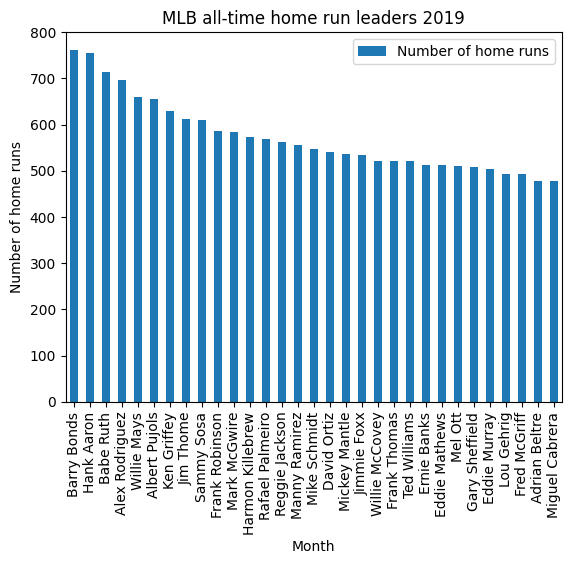 MLB all-time home run leaders 2019
Number of home runs
Number of home runs
800
700
600
500
400
300
200
100
0
Barry Bonds
Hank Aaron
Babe Ruth
Alex Rodriguez
Willie Mays
Albert Pujols
Ken Griffey
Jim Thome
Sammy Sosa
Frank Robinson
Mark McGwire
Harmon Killebrew
Rafael Palmeiro
Reggie Jackson
Manny Ramirez
Mike Schmidt
David Ortiz
Mickey Mantle
Jimmie Foxx
Willie McCovey
Frank Thomas
Ted Williams
Ernie Banks
Eddie Mathews
Mel Ott
Gary Sheffield
Eddie Murray
Lou Gehrig
Fred McGriff
Adrian Beltre
Miguel Cabrera
Month